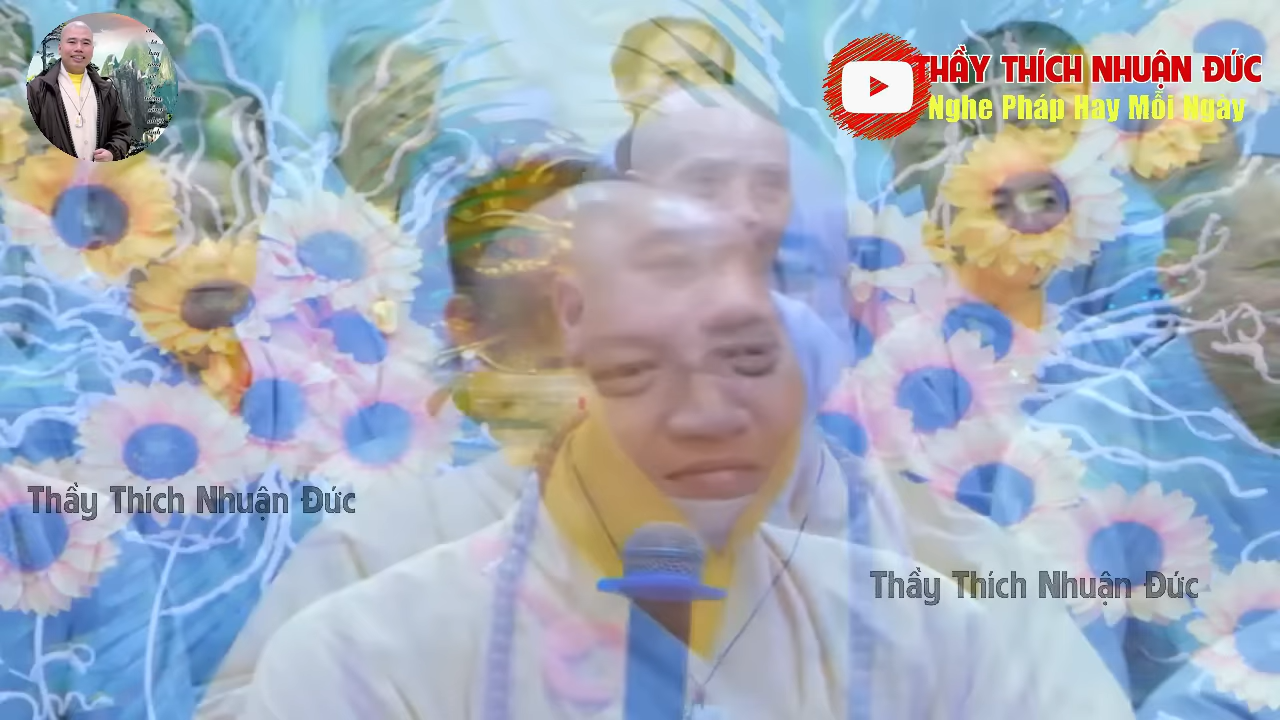 THẦY THÍCH NHUẬN ĐỨC
Nghe Pháp Hay Mỗi Ngày
Thầy Thích Nhuận Đức
Thầy Thích Nhuận Đức